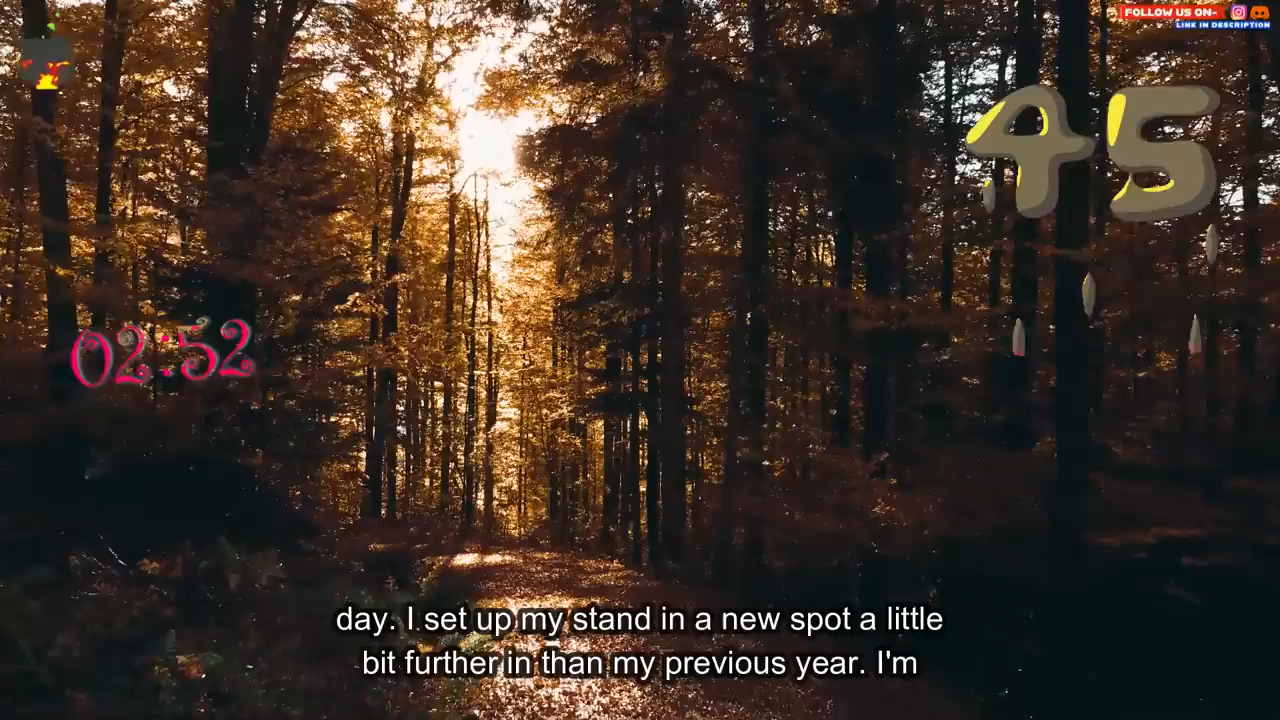 FOLLOW US ON-
LINK IN DESCRIPTION
45
02:52
day. I set up my stand in a new spot a little
bit further in than my previous year. I'm